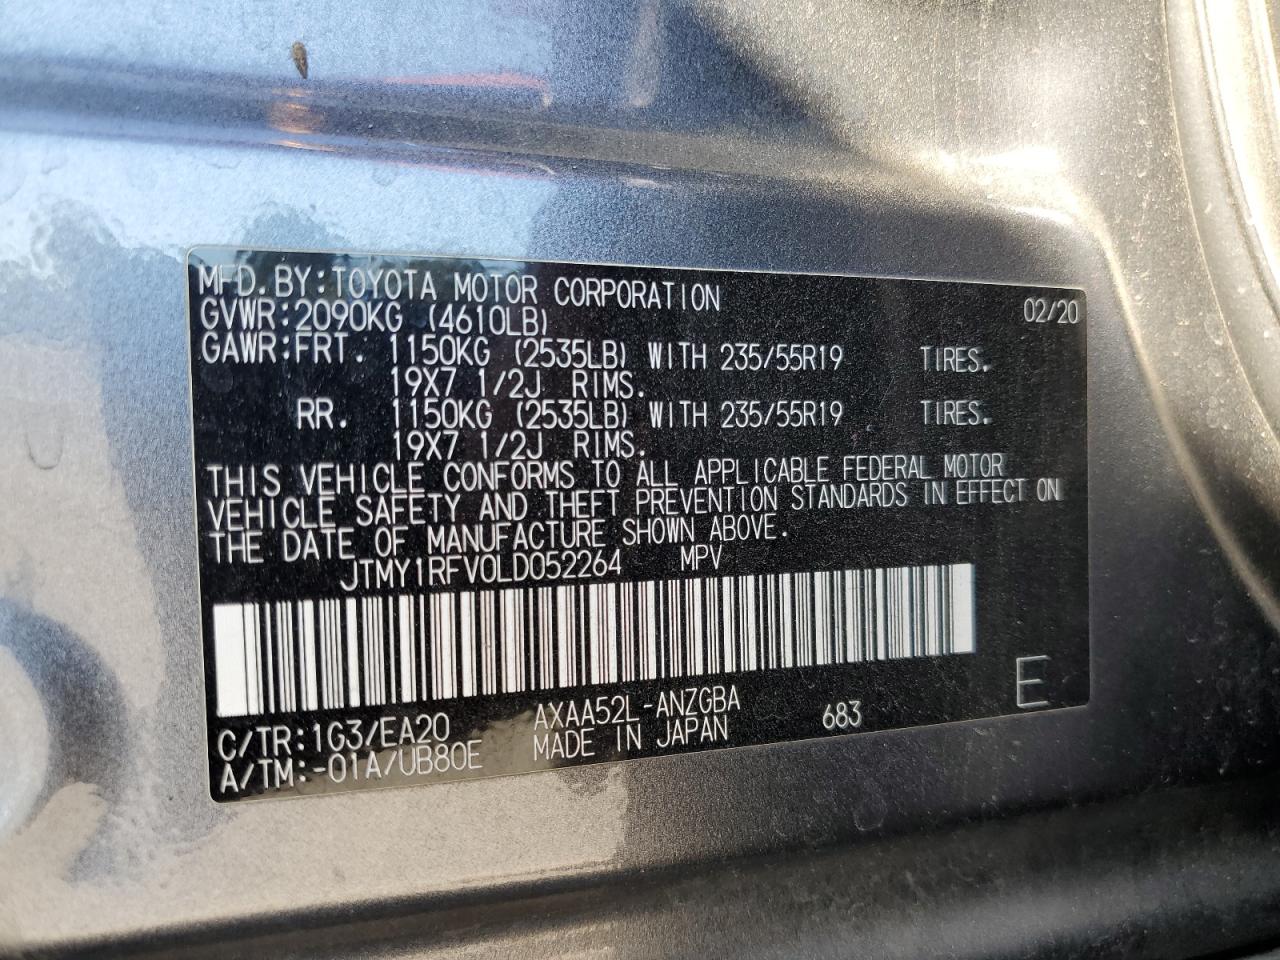 MFD. BY: TOYOTA MOTOR CORPORATION 02/20
GVWR: 2090KG (4610LB)
GAWR: FRT. 1150KG (2535LB) WITH 235/55R19 TIRES.
19X7 1/2J RIMS.
RR. 1150KG (2535LB) WITH 235/55R19 TIRES.
19X7 1/2J RIMS.
THIS VEHICLE CONFORMS TO ALL APPLICABLE FEDERAL MOTOR
VEHICLE SAFETY AND THEFT PREVENTION STANDARDS IN EFFECT ON
THE DATE OF MANUFACTURE SHOWN ABOVE.
JTMY1RFV0LD052264 MPV
C/TR: 1G3/EA20 AXAA52L-ANZGBA 683 E
A/TM: -01A/UB80E MADE IN JAPAN